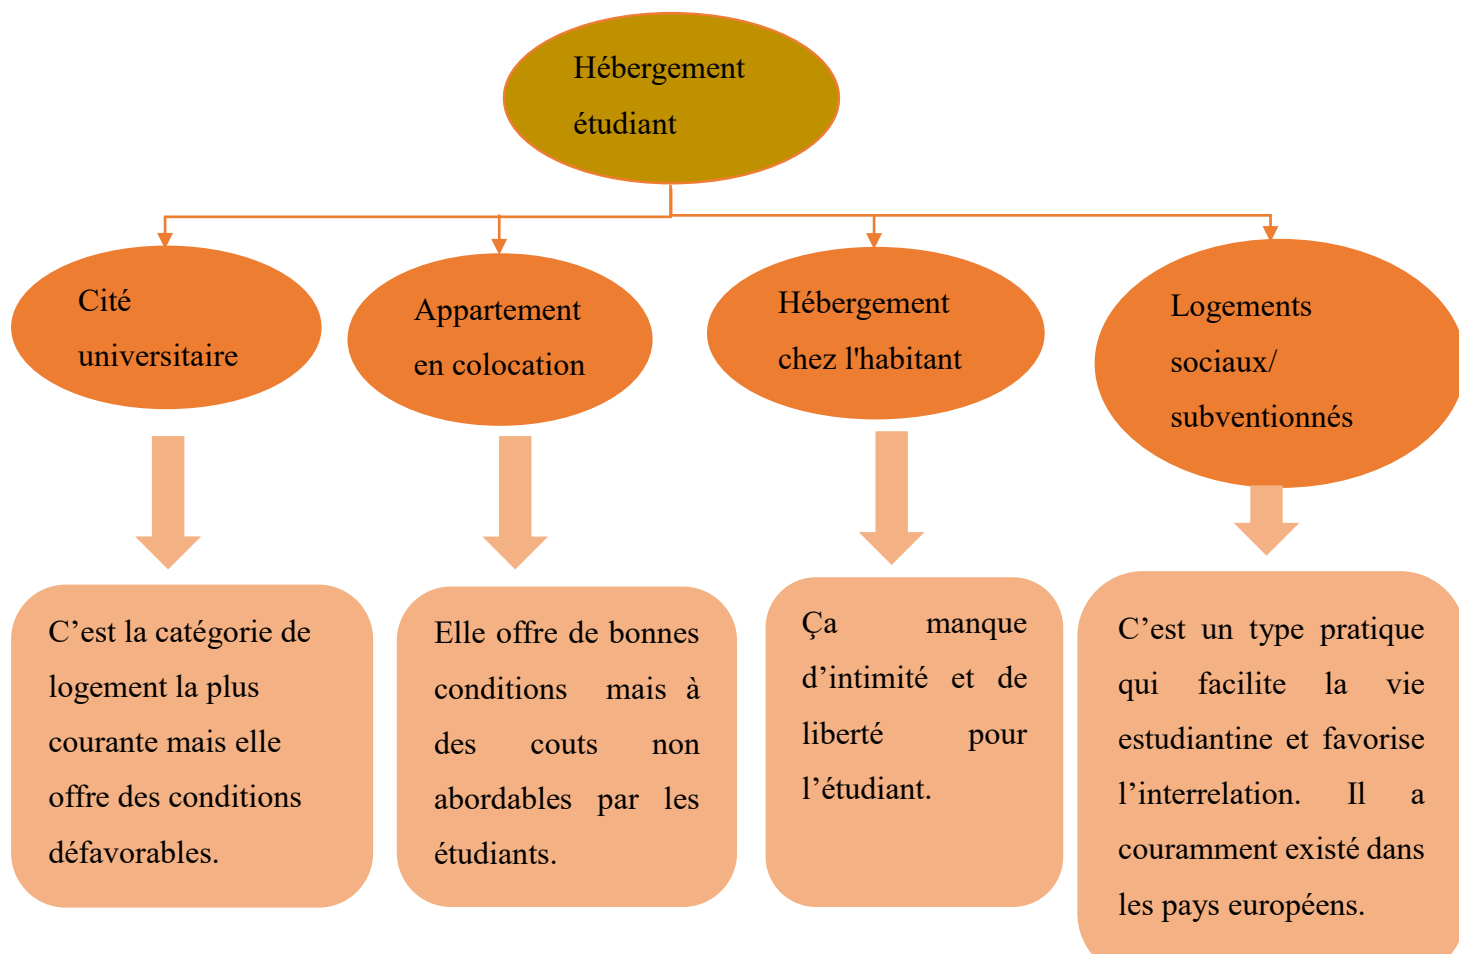 Hébergement
étudiant
Cité
universitaire
Appartement
en colocation
Hébergement
chez l'habitant
Logements
sociaux/
subventionnés
C’est la catégorie de
logement la plus
courante mais elle
offre des conditions
défavorables.
Elle offre de bonnes
conditions mais à
des couts non
abordables par les
étudiants.
Ça manque
d’intimité et de
liberté pour
l’étudiant.
C’est un type pratique
qui facilite la vie
estudiantine et favorise
l’interrelation. Il a
couramment existé dans
les pays européens.